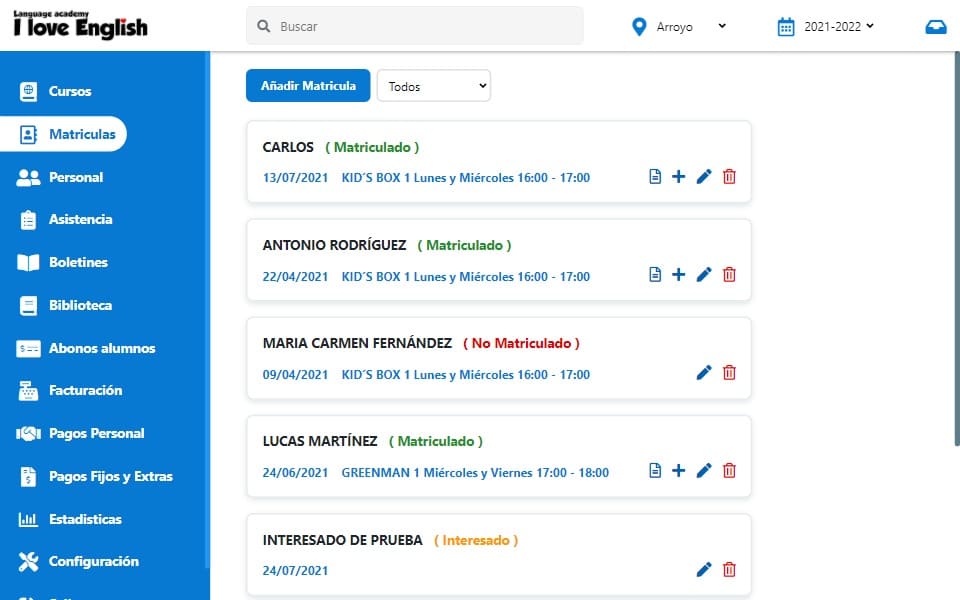 Language academy
I love English
Buscar
Arroyo
2021-2022
Cursos
Matriculas
Personal
Asistencia
Boletines
Biblioteca
Abonos alumnos
Facturación
Pagos Personal
Pagos Fijos y Extras
Estadisticas
Configuración
Añadir Matricula
Todos
CARLOS ( Matriculado )
13/07/2021 KID´S BOX 1 Lunes y Miércoles 16:00 - 17:00
ANTONIO RODRÍGUEZ ( Matriculado )
22/04/2021 KID´S BOX 1 Lunes y Miércoles 16:00 - 17:00
MARIA CARMEN FERNÁNDEZ ( No Matriculado )
09/04/2021 KID´S BOX 1 Lunes y Miércoles 16:00 - 17:00
LUCAS MARTÍNEZ ( Matriculado )
24/06/2021 GREENMAN 1 Miércoles y Viernes 17:00 - 18:00
INTERESADO DE PRUEBA ( Interesado )
24/07/2021